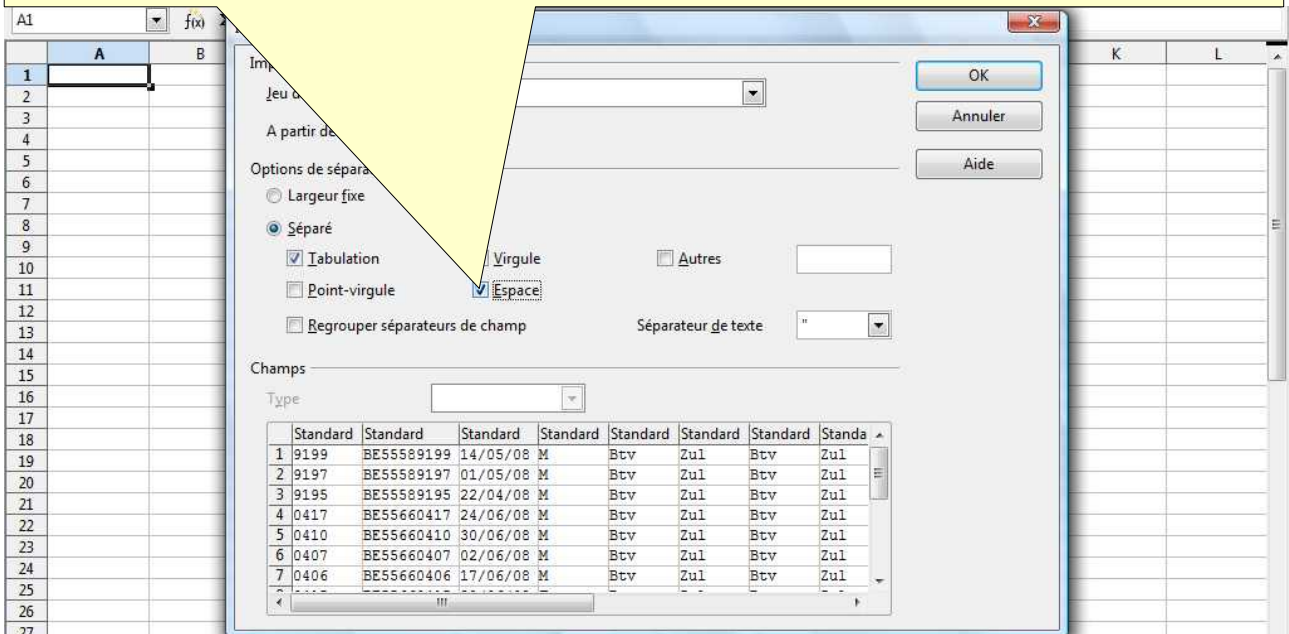 A1 f(x)
A B K L
Imp
Jeu d
A partir de
Options de sépara
Largeur fixe
Séparé
Tabulation Virgule Autres
Point-virgule Espace
Regrouper séparateurs de champ Séparateur de texte "
Champs
Type
OK
Annuler
Aide
Standard Standard Standard Standard Standard Standard Standard Standa
1 9199 BE55589199 14/05/08 M Btv Zul Btv Zul
2 9197 BE55589197 01/05/08 M Btv Zul Btv Zul
3 9195 BE55589195 22/04/08 M Btv Zul Btv Zul
4 0417 BE55660417 24/06/08 M Btv Zul Btv Zul
5 0410 BE55660410 30/06/08 M Btv Zul Btv Zul
6 0407 BE55660407 02/06/08 M Btv Zul Btv Zul
7 0406 BE55660406 17/06/08 M Btv Zul Btv Zul
1
2
3
4
5
6
7
8
9
10
11
12
13
14
15
16
17
18
19
20
21
22
23
24
25
26
27